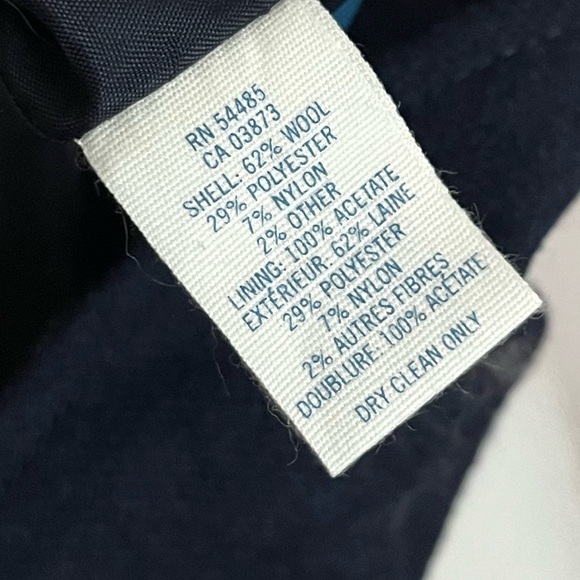 RN 54485
CA 03873
SHELL: 62% WOOL
29% POLYESTER
7% NYLON
2% OTHER
LINING: 100% ACETATE
EXTÉRIEUR: 62% LAINE
29% POLYESTER
7% NYLON
2% AUTRES FIBRES
DOUBLURE: 100% ACÉTATE
DRY CLEAN ONLY